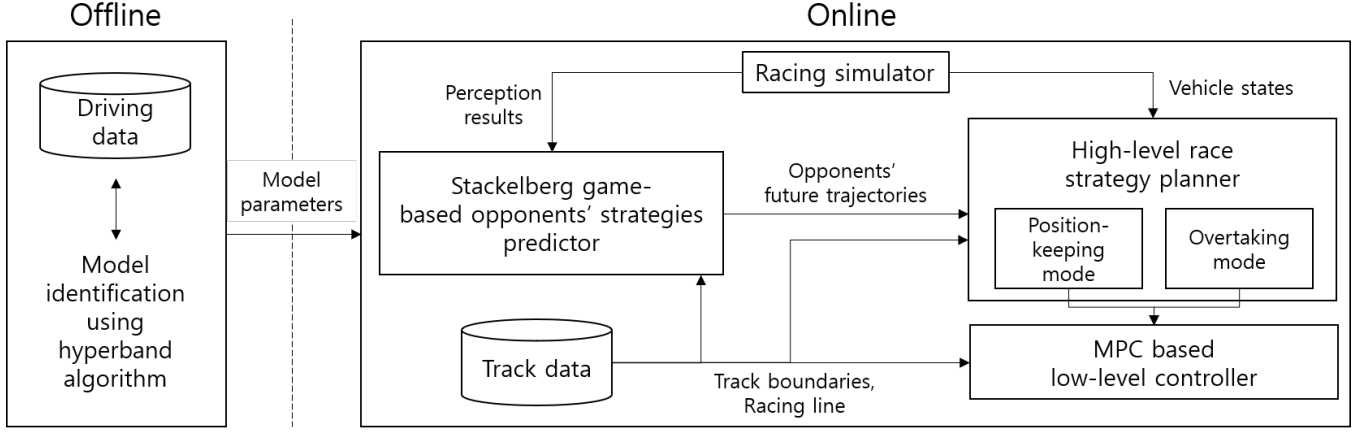 Offline
Online
Driving
data
Model
identification
using
hyperband
algorithm
Model
parameters
Racing simulator
Perception
results
Vehicle states
Stackelberg game-
based opponents' strategies
predictor
Opponents'
future trajectories
High-level race
strategy planner
Position-
keeping
mode
Overtaking
mode
Track data
Track boundaries,
Racing line
MPC based
low-level controller